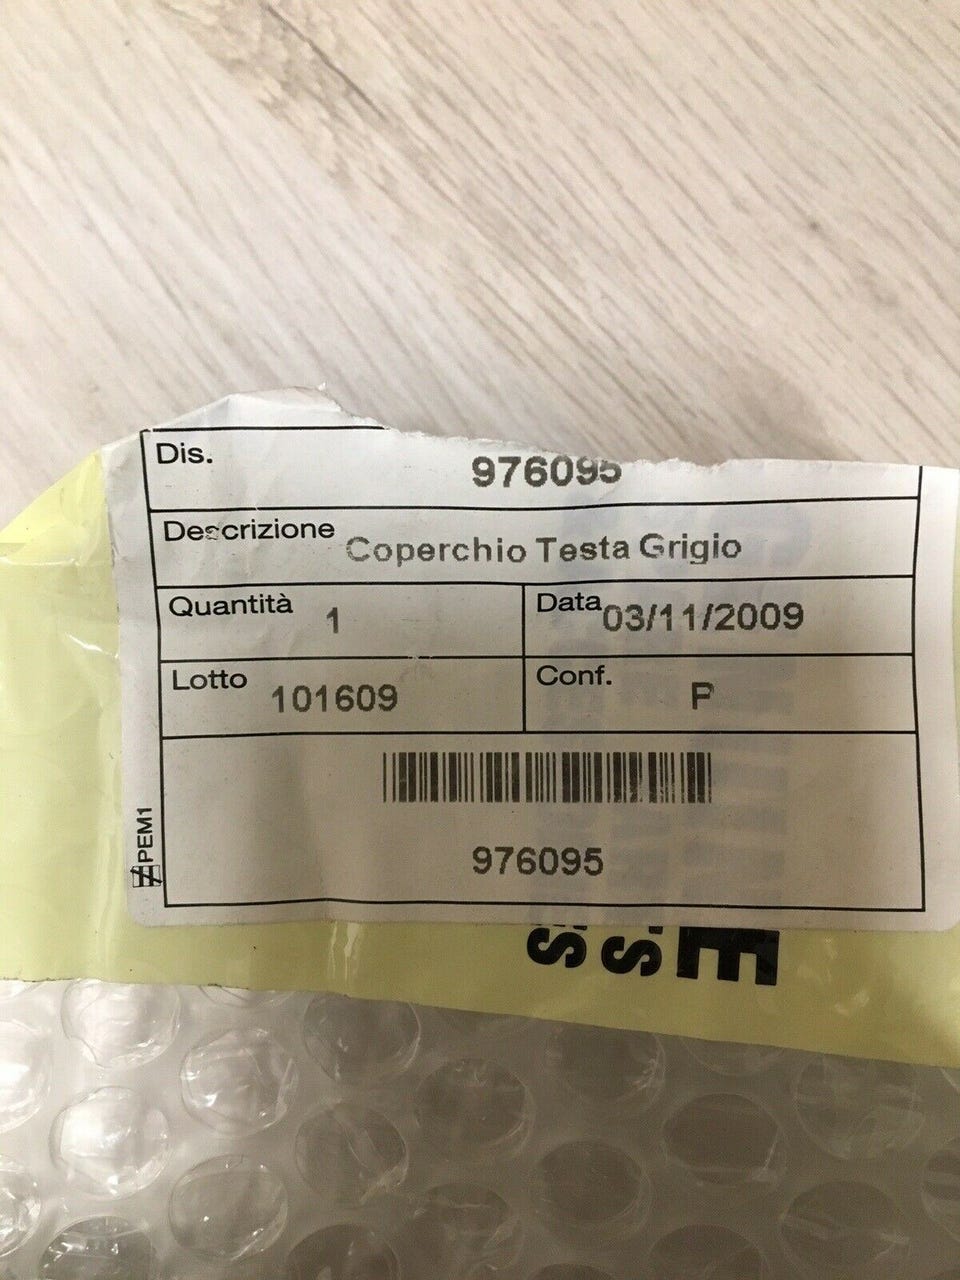 Dis. 976095
Descrizione Coperchio Testa Grigio
Quantità 1 Data 03/11/2009
Lotto 101609 Conf. P
976095
PEM1
E
s.
s.